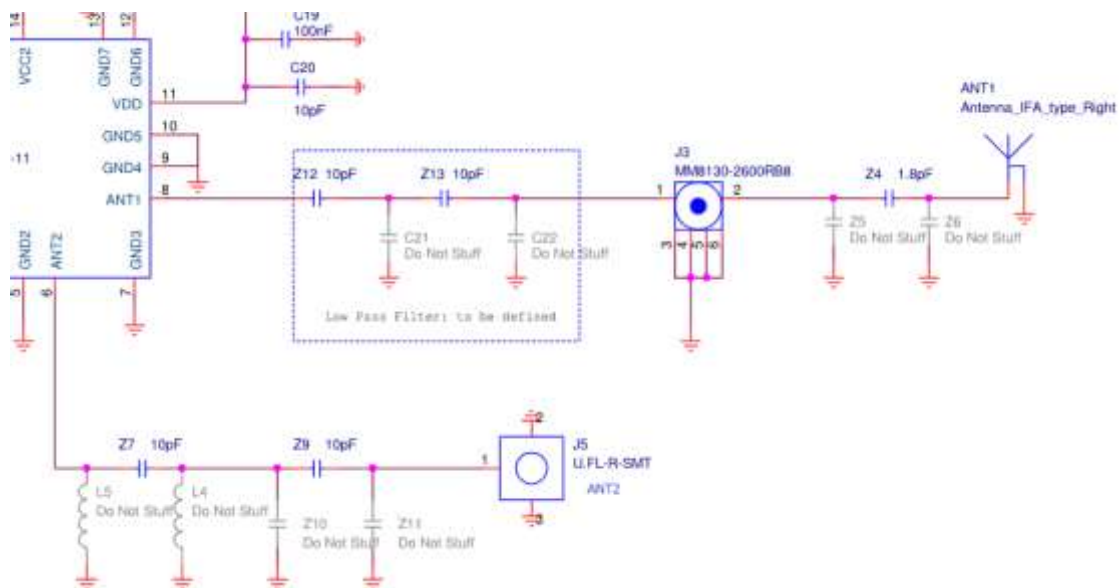 14
13
12
C19
100nF
VCC2
GND7
GND6
C20
10pF
VDD
11
GND5
10
-11
GND4
9
ANT1
8
Z12 10pF
Z13 10pF
C21
Do Not Stuff
C22
Do Not Stuff
Low Pass Filter: to be defined
J3
MM8130-2600RB8
1
2
3
4
5
6
Z4 1.8pF
Z5
Do Not Stuff
Z6
Do Not Stuff
ANT1
Antenna_IFA_type_Right
GND2
ANT2
GND3
5
6
7
Z7 10pF
Z9 10pF
L5
Do Not Stuff
L4
Do Not Stuff
Z10
Do Not Stuff
Z11
Do Not Stuff
2
1
J5
U.FL-R-SMT
ANT2
3